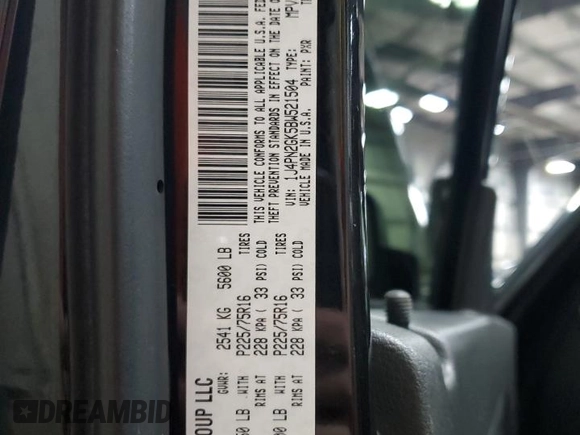 OUP LLC
GVWR: 2541 KG 5600 LB
50 LB .WITH P225/75R16 TIRES
RIMS AT 228 KPA ( 33 PSI) COLD
00 LB .WITH P225/75R16 TIRES
RIMS AT 228 KPA ( 33 PSI) COLD
THIS VEHICLE CONFORMS TO ALL APPLICABLE U.S.A. FED
THEFT PREVENTION STANDARDS IN EFFECT ON THE DATE O
VIN: 1J4PN2GK5BW521504 TYPE: MPV
VEHICLE MADE IN U.S.A. PAINT: PXR
DREAMBID